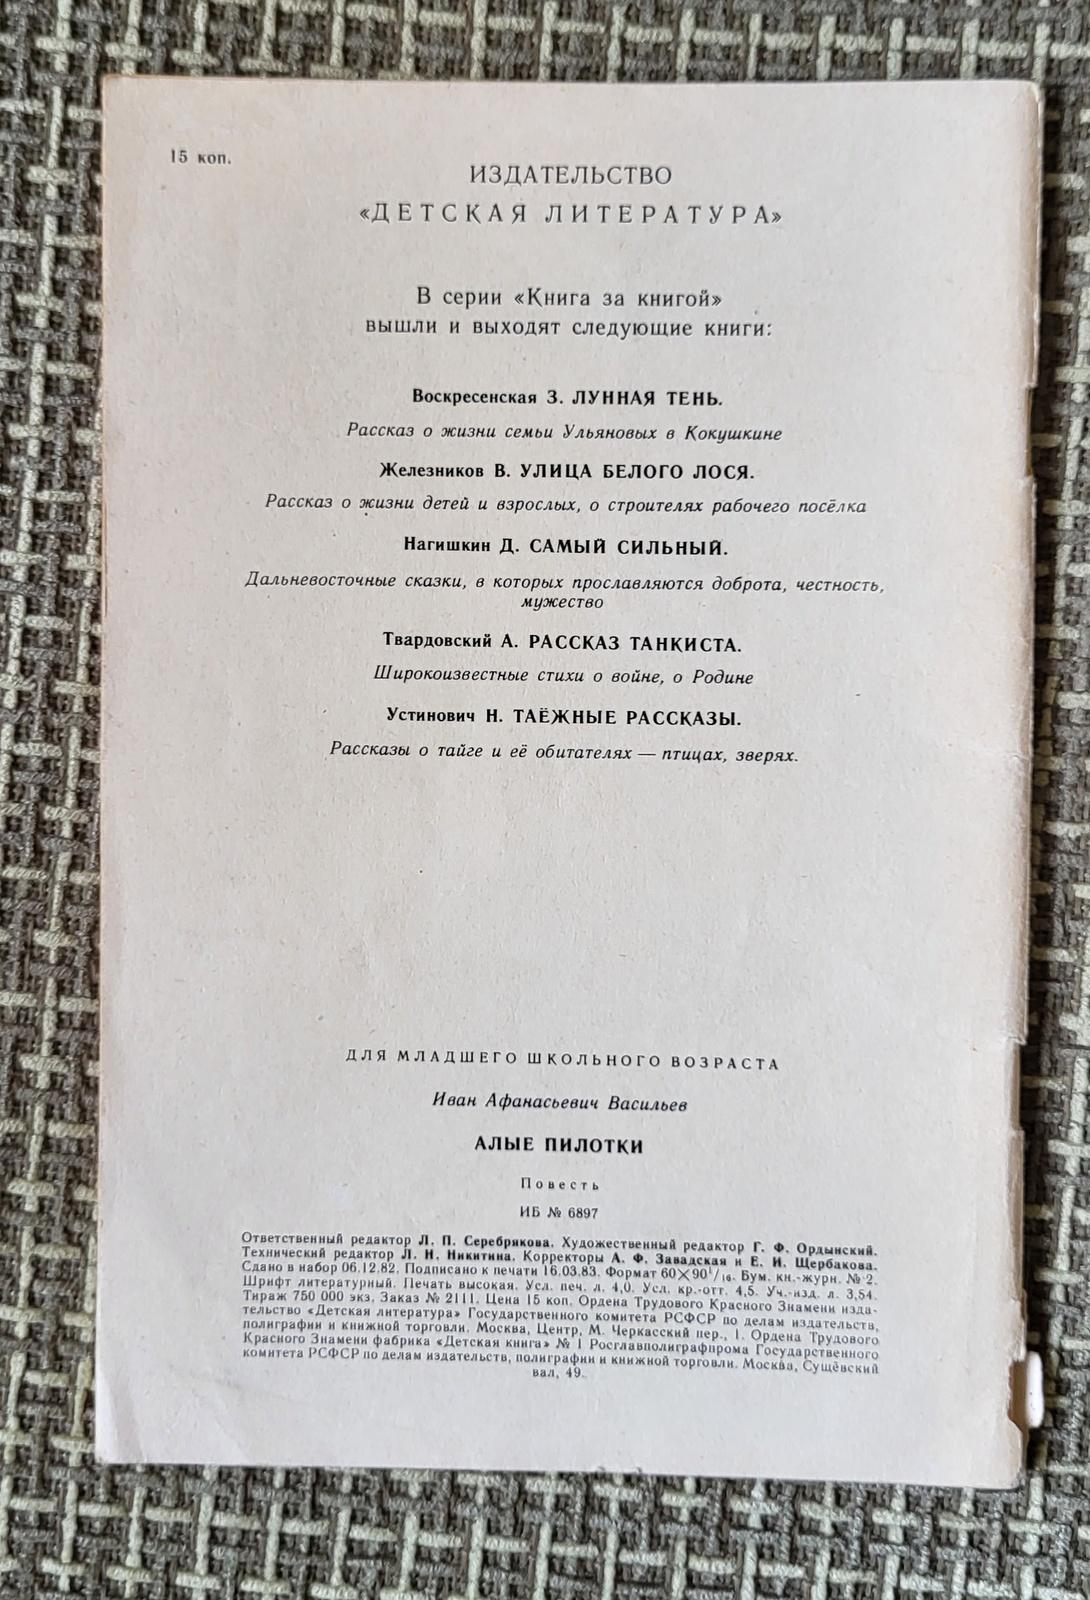 15 коп.
ИЗДАТЕЛЬСТВО
«ДЕТСКАЯ ЛИТЕРАТУРА»
В серии «Книга за книгой»
вышли и выходят следующие книги:
Воскресенская З. ЛУННАЯ ТЕНЬ.
Рассказ о жизни семьи Ульяновых в Кокушкине
Железников В. УЛИЦА БЕЛОГО ЛОСЯ.
Рассказ о жизни детей и взрослых, о строителях рабочего посёлка
Нагишкин Д. САМЫЙ СИЛЬНЫЙ.
Дальневосточные сказки, в которых прославляются доброта, честность,
мужество
Твардовский А. РАССКАЗ ТАНКИСТА.
Широкоизвестные стихи о войне, о Родине
Устинович Н. ТАЁЖНЫЕ РАССКАЗЫ.
Рассказы о тайге и её обитателях — птицах, зверях.
ДЛЯ МЛАДШЕГО ШКОЛЬНОГО ВОЗРАСТА
Иван Афанасьевич Васильев
АЛЫЕ ПИЛОТКИ
Повесть
ИБ № 6897
Ответственный редактор Л. П. Серебрякова. Художественный редактор Г. Ф. Ордынский.
Технический редактор Л. Н. Никитина. Корректоры А. Ф. Завадская и Е. И. Щербакова.
Сдано в набор 06.12.82. Подписано к печати 16.03.83. Формат 60×90¹/₁₆. Бум. кн.-журн. № 2.
Шрифт литературный. Печать высокая. Усл. печ. л. 4,0. Усл. кр.-отт. 4,5. Уч.-изд. л. 3,54.
Тираж 750 000 экз. Заказ № 2111. Цена 15 коп. Ордена Трудового Красного Знамени изда-
тельство «Детская литература» Государственного комитета РСФСР по делам издательств,
полиграфии и книжной торговли. Москва, Центр, М. Черкасский пер., 1. Ордена Трудового
Красного Знамени фабрика «Детская книга» № 1 Росглавполиграфпрома Государственного
комитета РСФСР по делам издательств, полиграфии и книжной торговли. Москва, Сущёвский
вал, 49.